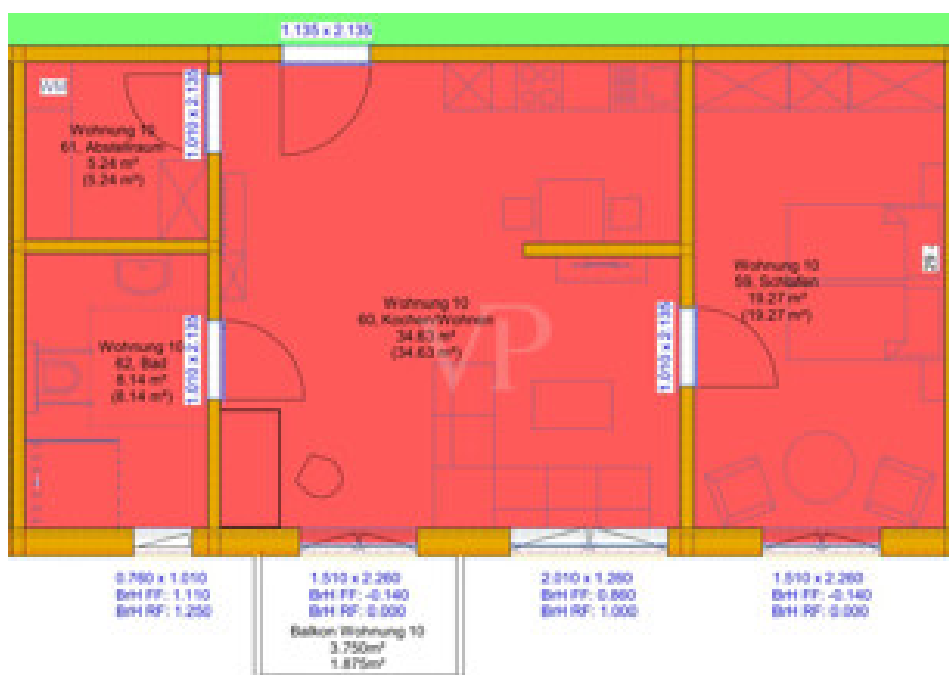 1.135 x 2.135
WM
1.010 x 2.135
Wohnung 10
61. Abstellraum
5.24 m²
(5.24 m²)
Wohnung 10
59. Schlafen
19.27 m²
(19.27 m²)
Wohnung 10
60. Kochen/Wohnen
34.63 m²
(34.63 m²)
VP
1.010 x 2.135
1.010 x 2.135
Wohnung 10
62. Bad
8.14 m²
(8.14 m²)
0.760 x 1.010
BrH FF: 1.110
BrH RF: 1.250
1.510 x 2.260
BrH FF: -0.140
BrH RF: 0.000
2.010 x 1.260
BrH FF: 0.860
BrH RF: 1.000
1.510 x 2.260
BrH FF: -0.140
BrH RF: 0.000
Balkon Wohnung 10
3.750m²
1.875m²